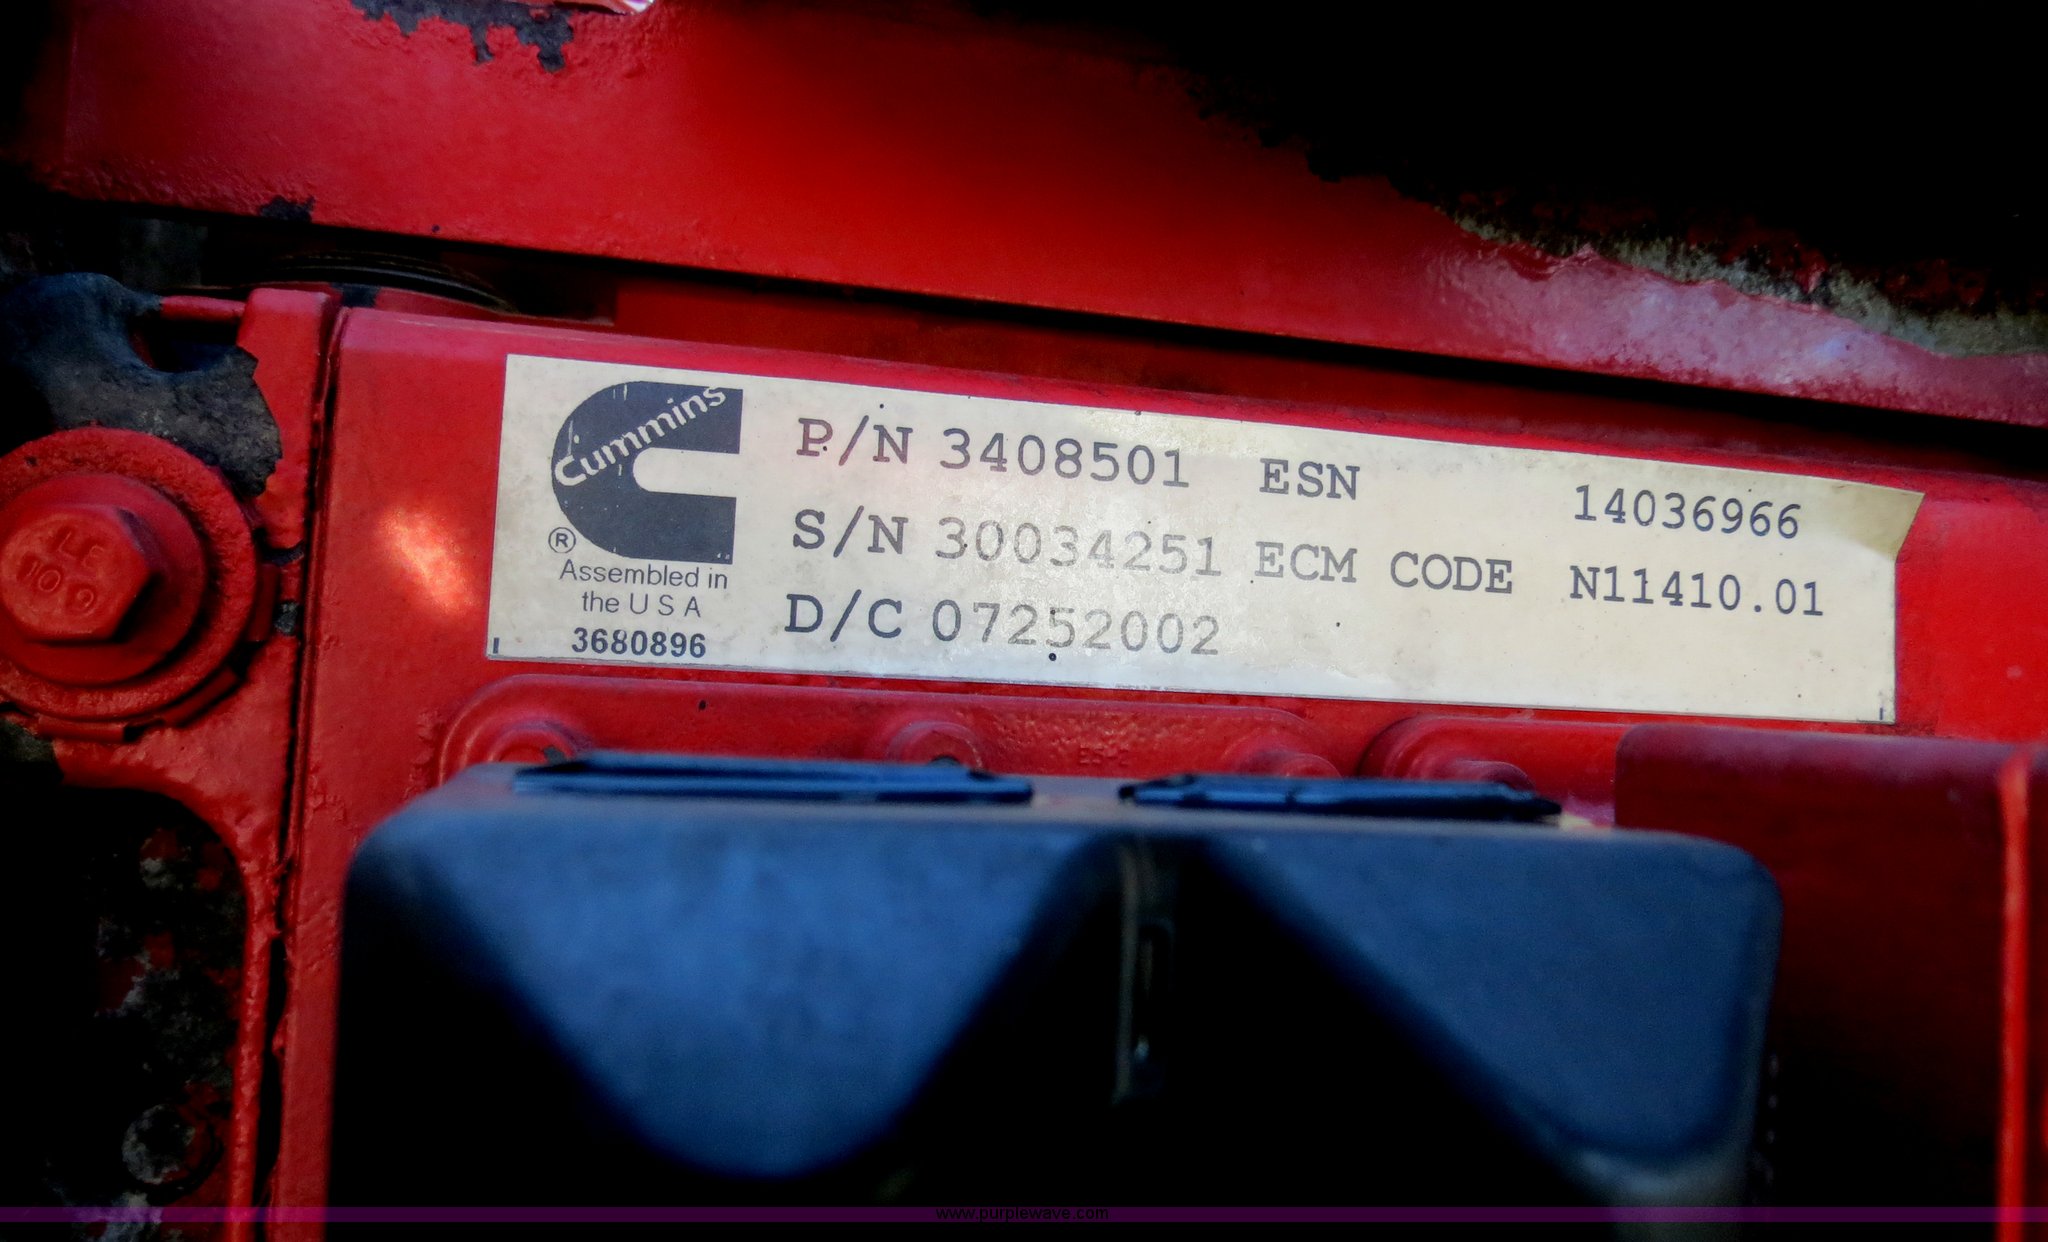 Cummins
®
Assembled in
the U S A
3680896
P/N 3408501 ESN 14036966
S/N 30034251 ECM CODE N11410.01
D/C 07252002
www.purplewave.com